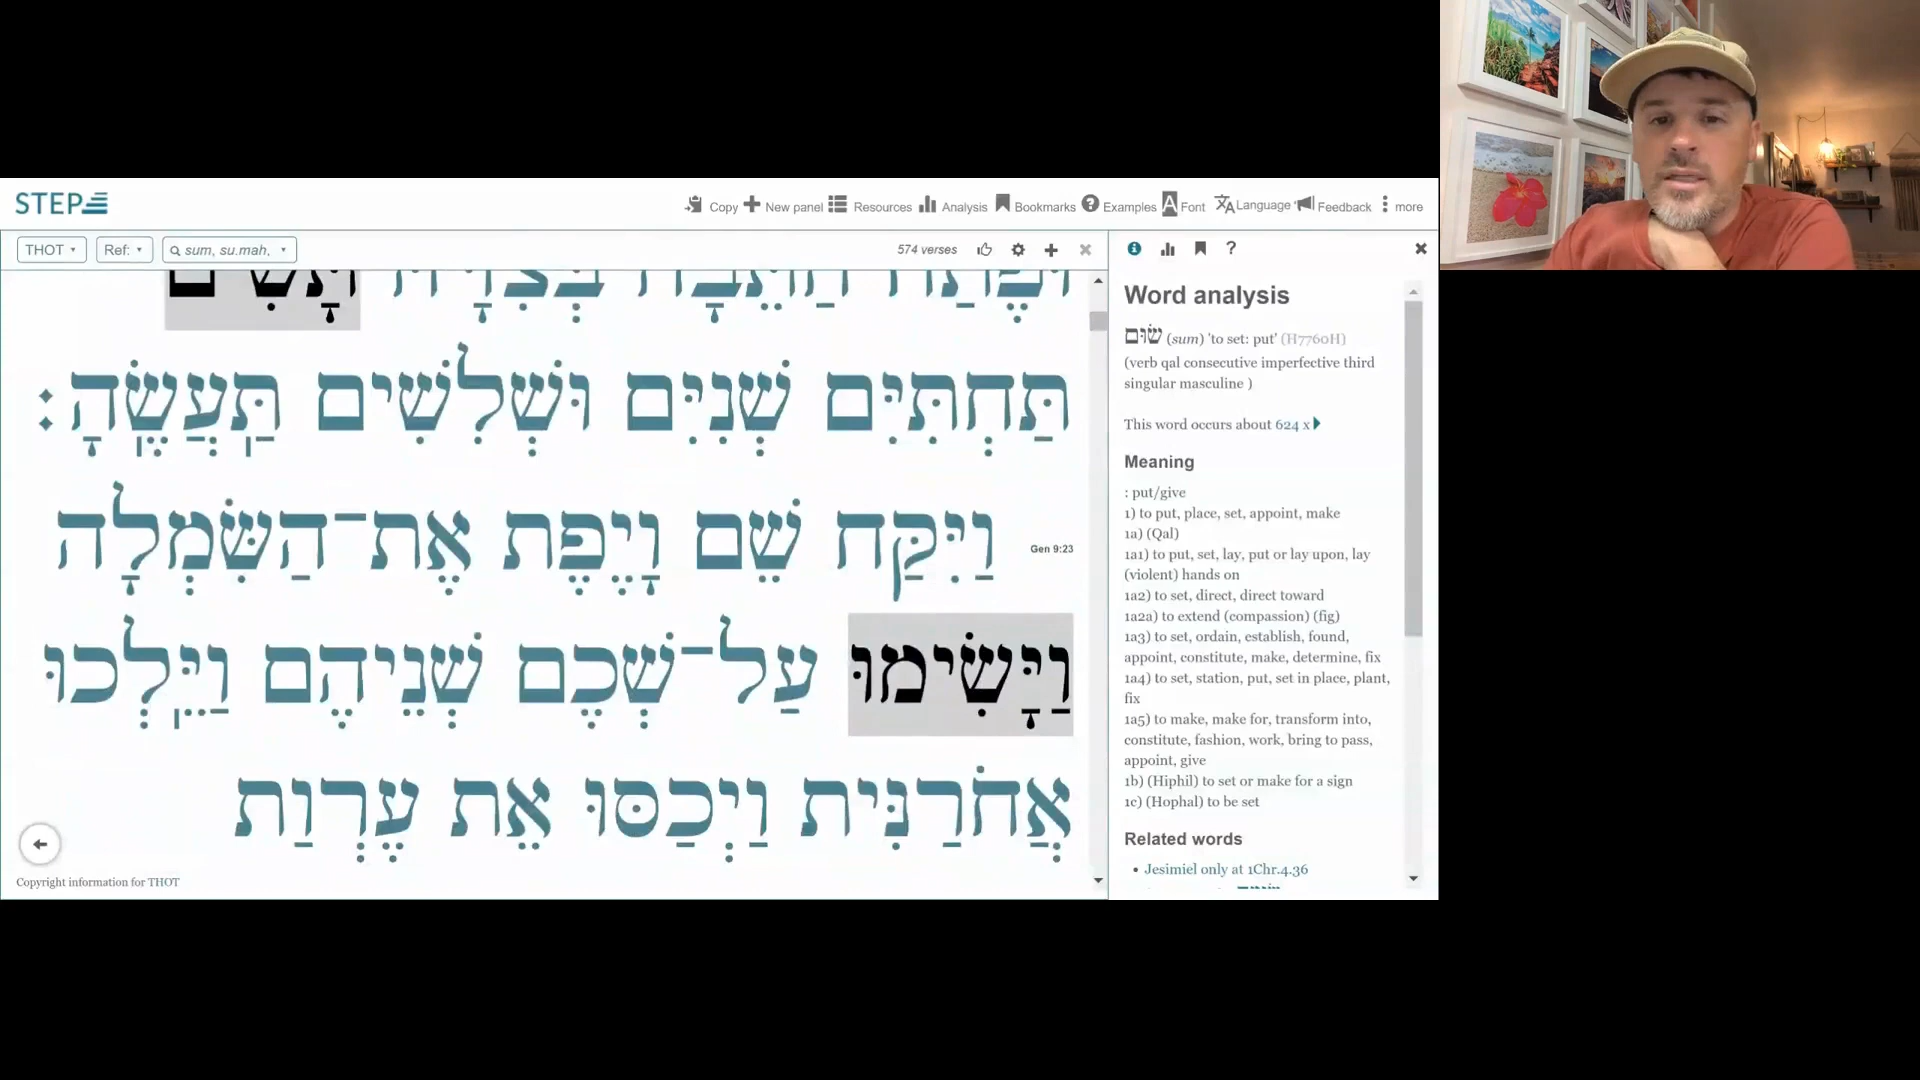 STEP
Copy New panel Resources Analysis Bookmarks Examples Font Language Feedback more
THOT Ref: sum, su.mah, 574 verses
וּפֶתַח הַתֵּבָה בְּצִדָּהּ תָּשִׂים
תַּחְתִּיִּם שְׁנִיִּם וּשְׁלִשִׁים תַּֽעֲשֶֽׂהָ׃
Gen 9:23 וַיִּקַּח שֵׁם וָיֶפֶת אֶת־הַשִּׂמְלָה
וַיָּשִׂימוּ עַל־שְׁכֶם שְׁנֵיהֶם וַיֵּֽלְכוּ
אֲחֹרַנִּית וַיְכַסּוּ אֵת עֶרְוַת
Copyright information for THOT
Word analysis
שׂוּם (sum) 'to set: put' (H7760H)
(verb qal consecutive imperfective third
singular masculine )
This word occurs about 624 x
Meaning
: put/give
1) to put, place, set, appoint, make
1a) (Qal)
1a1) to put, set, lay, put or lay upon, lay
(violent) hands on
1a2) to set, direct, direct toward
1a2a) to extend (compassion) (fig)
1a3) to set, ordain, establish, found,
appoint, constitute, make, determine, fix
1a4) to set, station, put, set in place, plant,
fix
1a5) to make, make for, transform into,
constitute, fashion, work, bring to pass,
appoint, give
1b) (Hiphil) to set or make for a sign
1c) (Hophal) to be set
Related words
• Jesimiel only at 1Chr.4.36